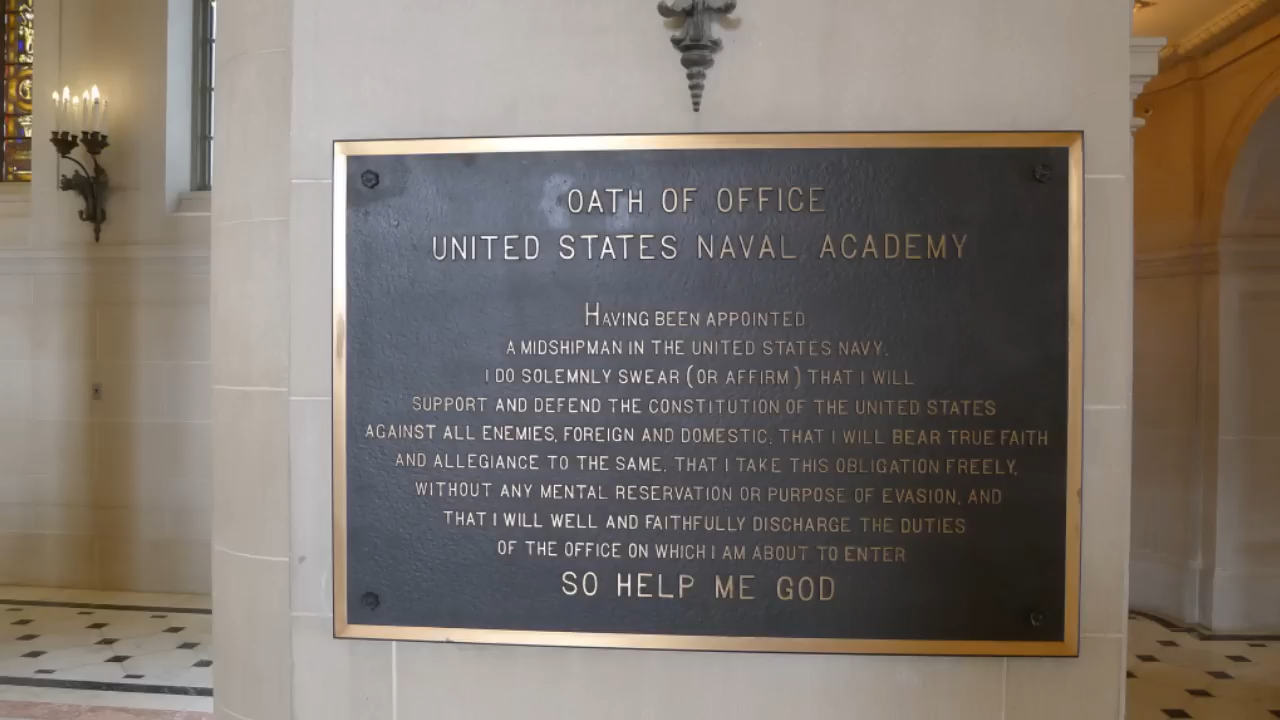 OATH OF OFFICE
UNITED STATES NAVAL ACADEMY
HAVING BEEN APPOINTED
A MIDSHIPMAN IN THE UNITED STATES NAVY.
I DO SOLEMNLY SWEAR (OR AFFIRM) THAT I WILL
SUPPORT AND DEFEND THE CONSTITUTION OF THE UNITED STATES
AGAINST ALL ENEMIES, FOREIGN AND DOMESTIC, THAT I WILL BEAR TRUE FAITH
AND ALLEGIANCE TO THE SAME, THAT I TAKE THIS OBLIGATION FREELY,
WITHOUT ANY MENTAL RESERVATION OR PURPOSE OF EVASION, AND
THAT I WILL WELL AND FAITHFULLY DISCHARGE THE DUTIES
OF THE OFFICE ON WHICH I AM ABOUT TO ENTER
SO HELP ME GOD